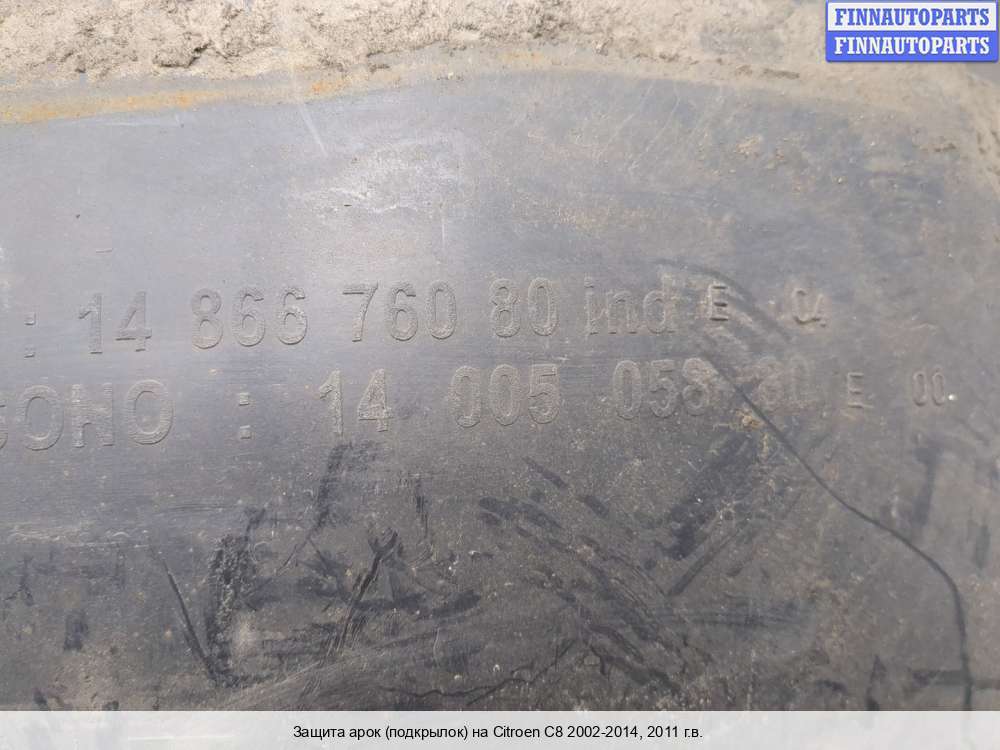 FINNAUTOPARTS
FINNAUTOPARTS
: 14 866 760 80 ind E 04
: 14 005 058 80 E 00
Защита арок (подкрылок) на Citroen C8 2002-2014, 2011 г.в.